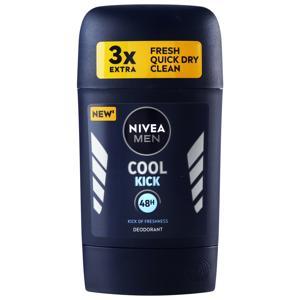 3x
EXTRA
FRESH
QUICK DRY
CLEAN
NEW
NIVEA
MEN
COOL
KICK
48H
KICK OF FRESHNESS
DEODORANT